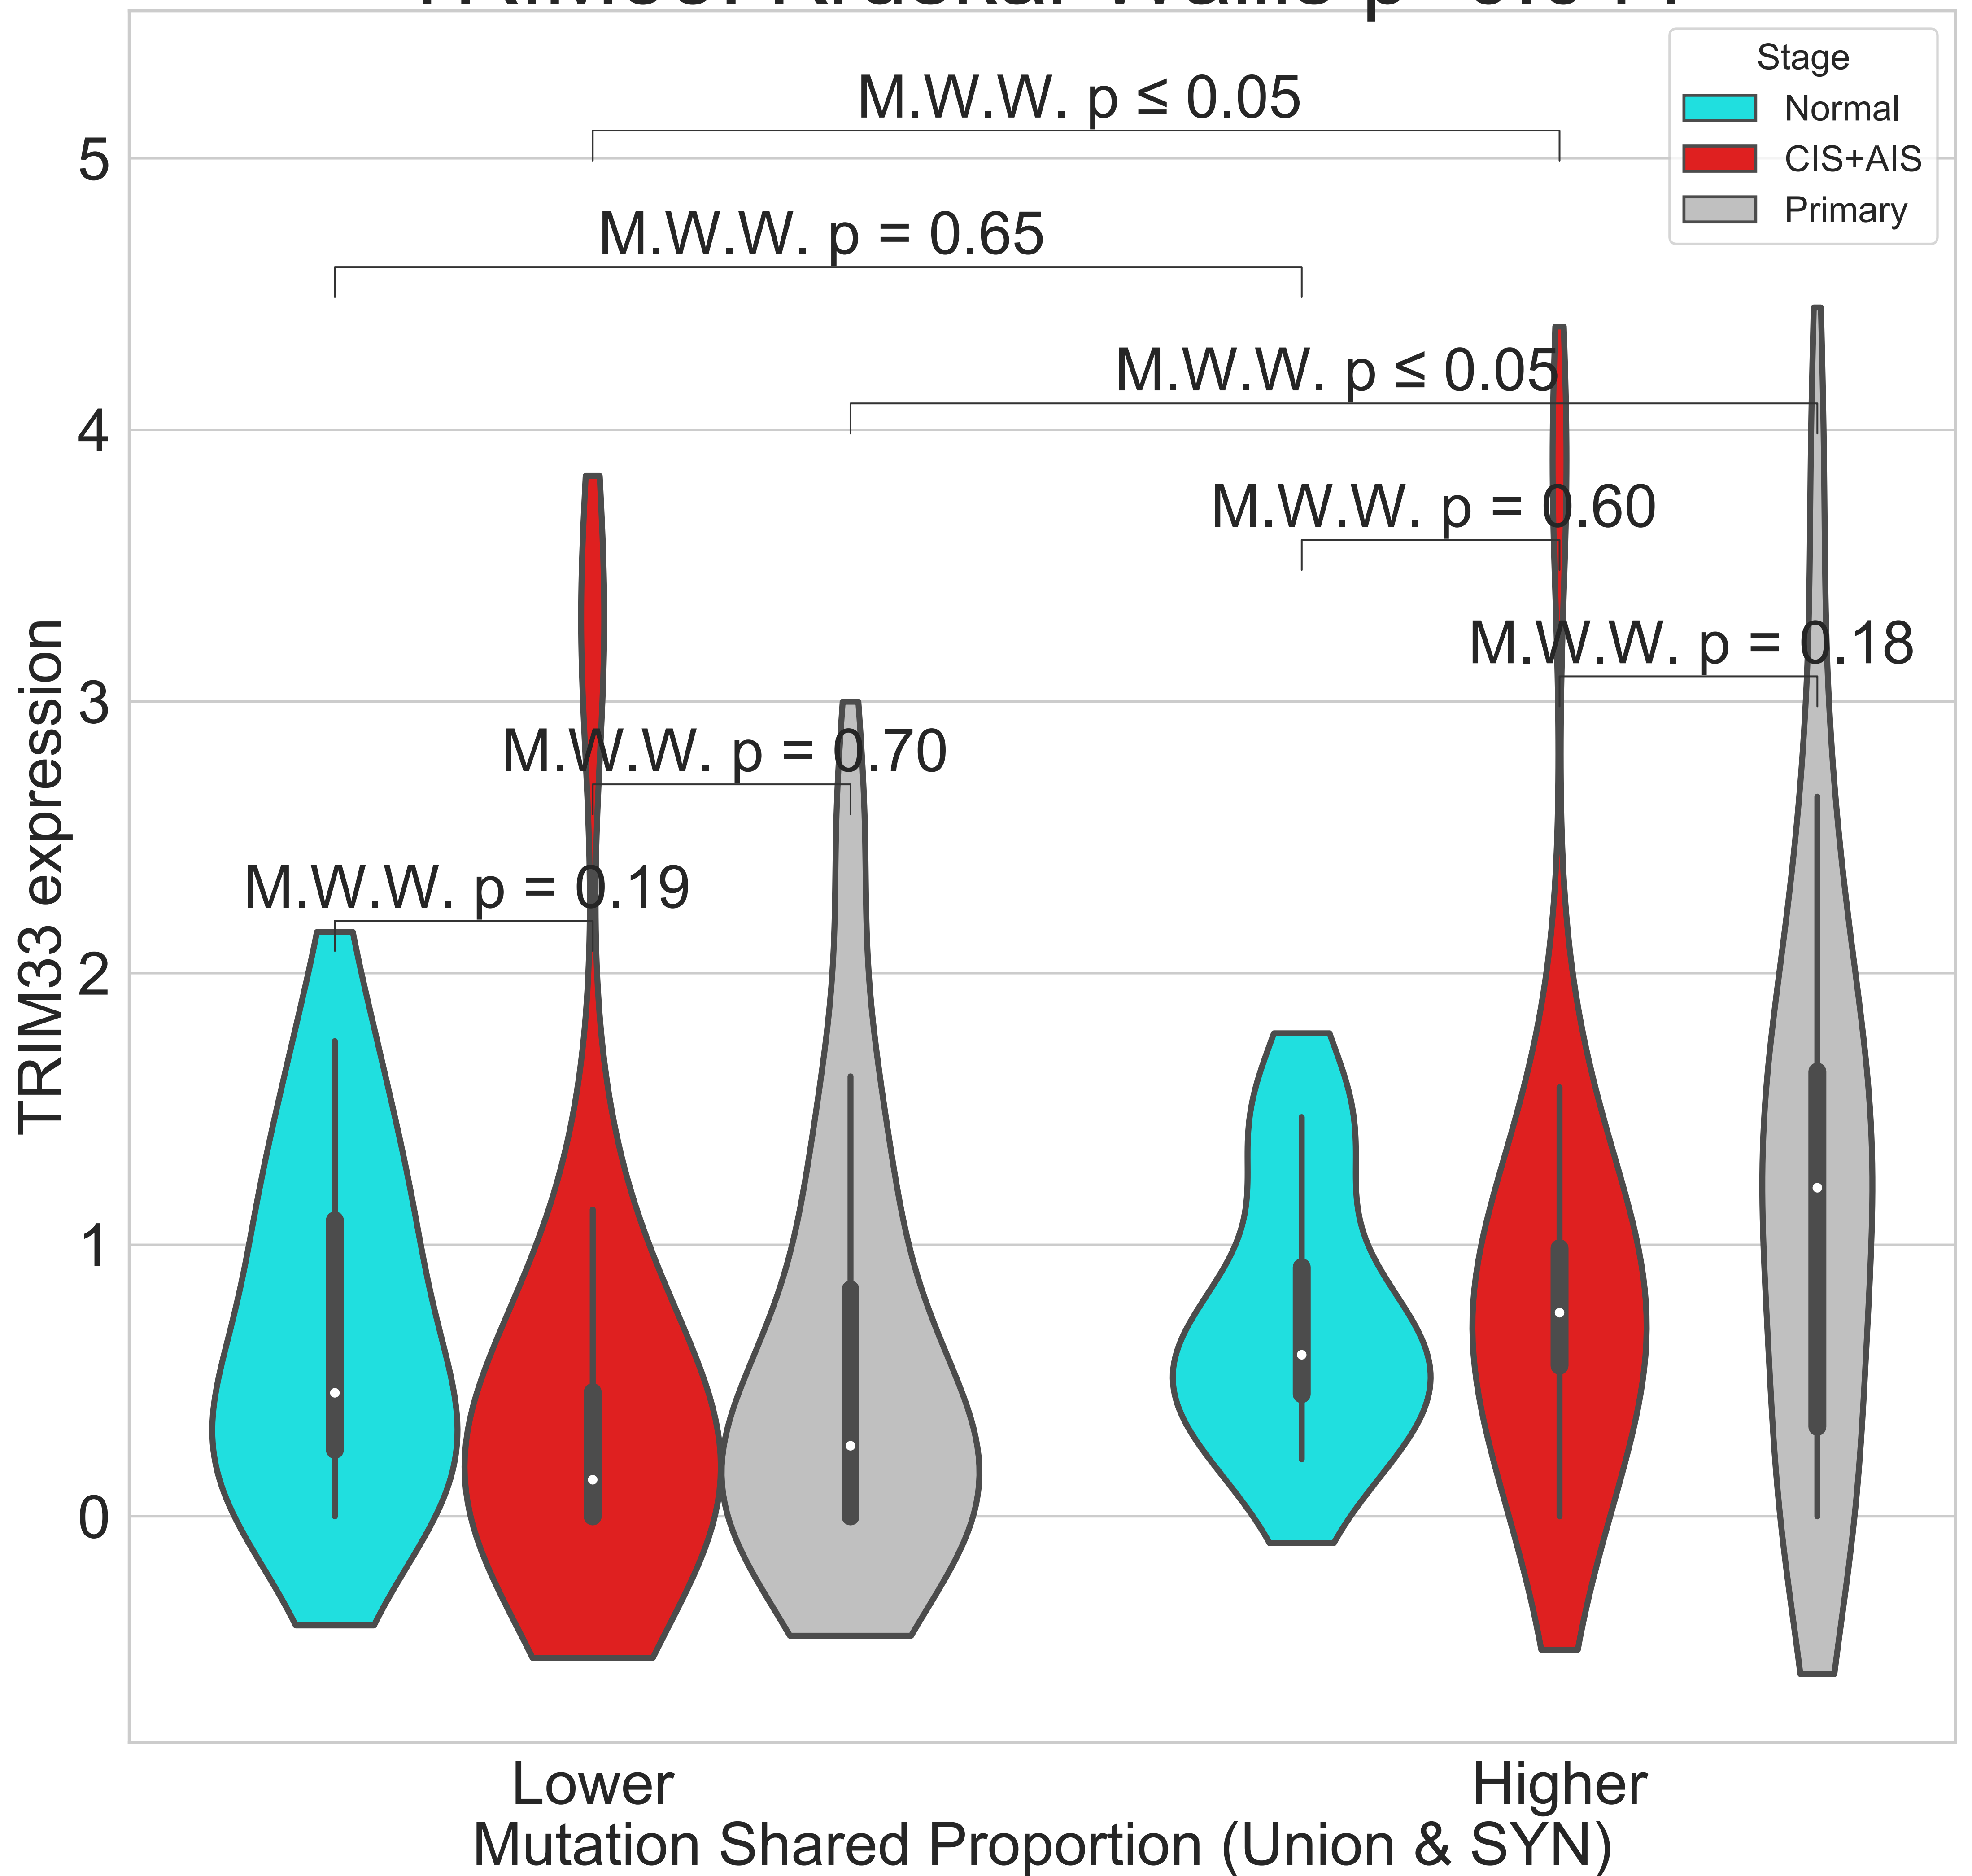 Stage
Normal
CIS+AIS
Primary
M.W.W. p ≤ 0.05
M.W.W. p = 0.65
M.W.W. p ≤ 0.05
M.W.W. p = 0.60
M.W.W. p = 0.18
M.W.W. p = 0.70
M.W.W. p = 0.19
5
4
3
2
1
0
TRIM33 expression
Lower
Higher
Mutation Shared Proportion (Union & SYN)